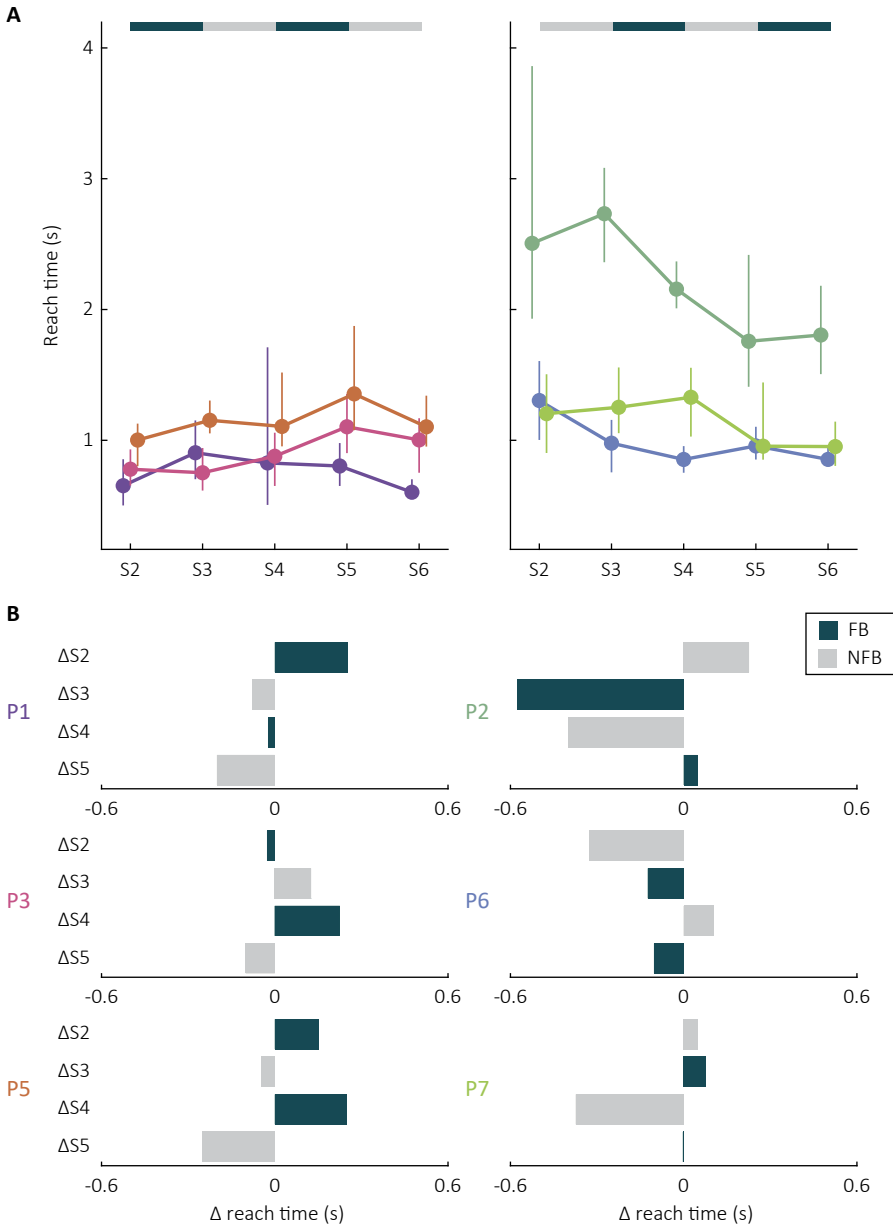 A
4
3
2
1
Reach time (s)
S2 S3 S4 S5 S6
S2 S3 S4 S5 S6
B
FB
NFB
P1
ΔS2
ΔS3
ΔS4
ΔS5
-0.6 0 0.6
P2
-0.6 0 0.6
P3
ΔS2
ΔS3
ΔS4
ΔS5
-0.6 0 0.6
P6
-0.6 0 0.6
P5
ΔS2
ΔS3
ΔS4
ΔS5
-0.6 0 0.6
Δ reach time (s)
P7
-0.6 0 0.6
Δ reach time (s)